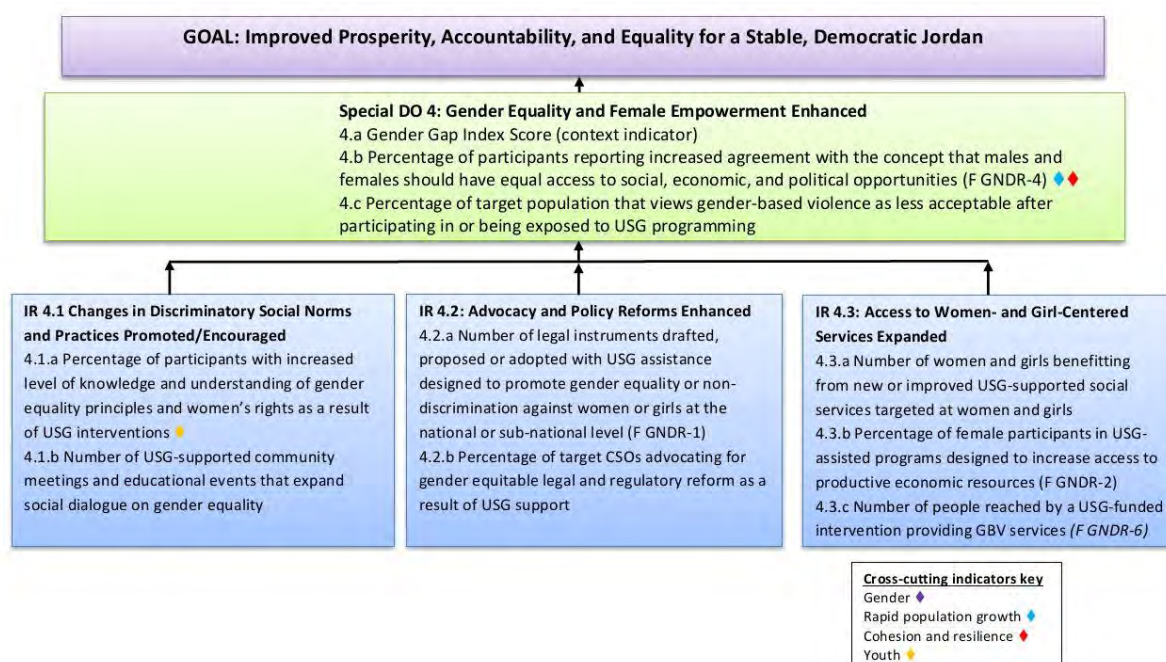 GOAL: Improved Prosperity, Accountability, and Equality for a Stable, Democratic Jordan
Special DO 4: Gender Equality and Female Empowerment Enhanced
4.a Gender Gap Index Score (context indicator)
4.b Percentage of participants reporting increased agreement with the concept that males and
females should have equal access to social, economic, and political opportunities (F GNDR-4)
4.c Percentage of target population that views gender-based violence as less acceptable after
participating in or being exposed to USG programming
IR 4.1 Changes in Discriminatory Social Norms
and Practices Promoted/Encouraged
4.1.a Percentage of participants with increased
level of knowledge and understanding of gender
equality principles and women's rights as a result
of USG interventions
4.1.b Number of USG-supported community
meetings and educational events that expand
social dialogue on gender equality
IR 4.2: Advocacy and Policy Reforms Enhanced
4.2.a Number of legal instruments drafted,
proposed or adopted with USG assistance
designed to promote gender equality or non-
discrimination against women or girls at the
national or sub-national level (F GNDR-1)
4.2.b Percentage of target CSOs advocating for
gender equitable legal and regulatory reform as a
result of USG support
IR 4.3: Access to Women- and Girl-Centered
Services Expanded
4.3.a Number of women and girls benefitting
from new or improved USG-supported social
services targeted at women and girls
4.3.b Percentage of female participants in USG-
assisted programs designed to increase access to
productive economic resources (F GNDR-2)
4.3.c Number of people reached by a USG-funded
intervention providing GBV services (F GNDR-6)
Cross-cutting indicators key
Gender
Rapid population growth
Cohesion and resilience
Youth